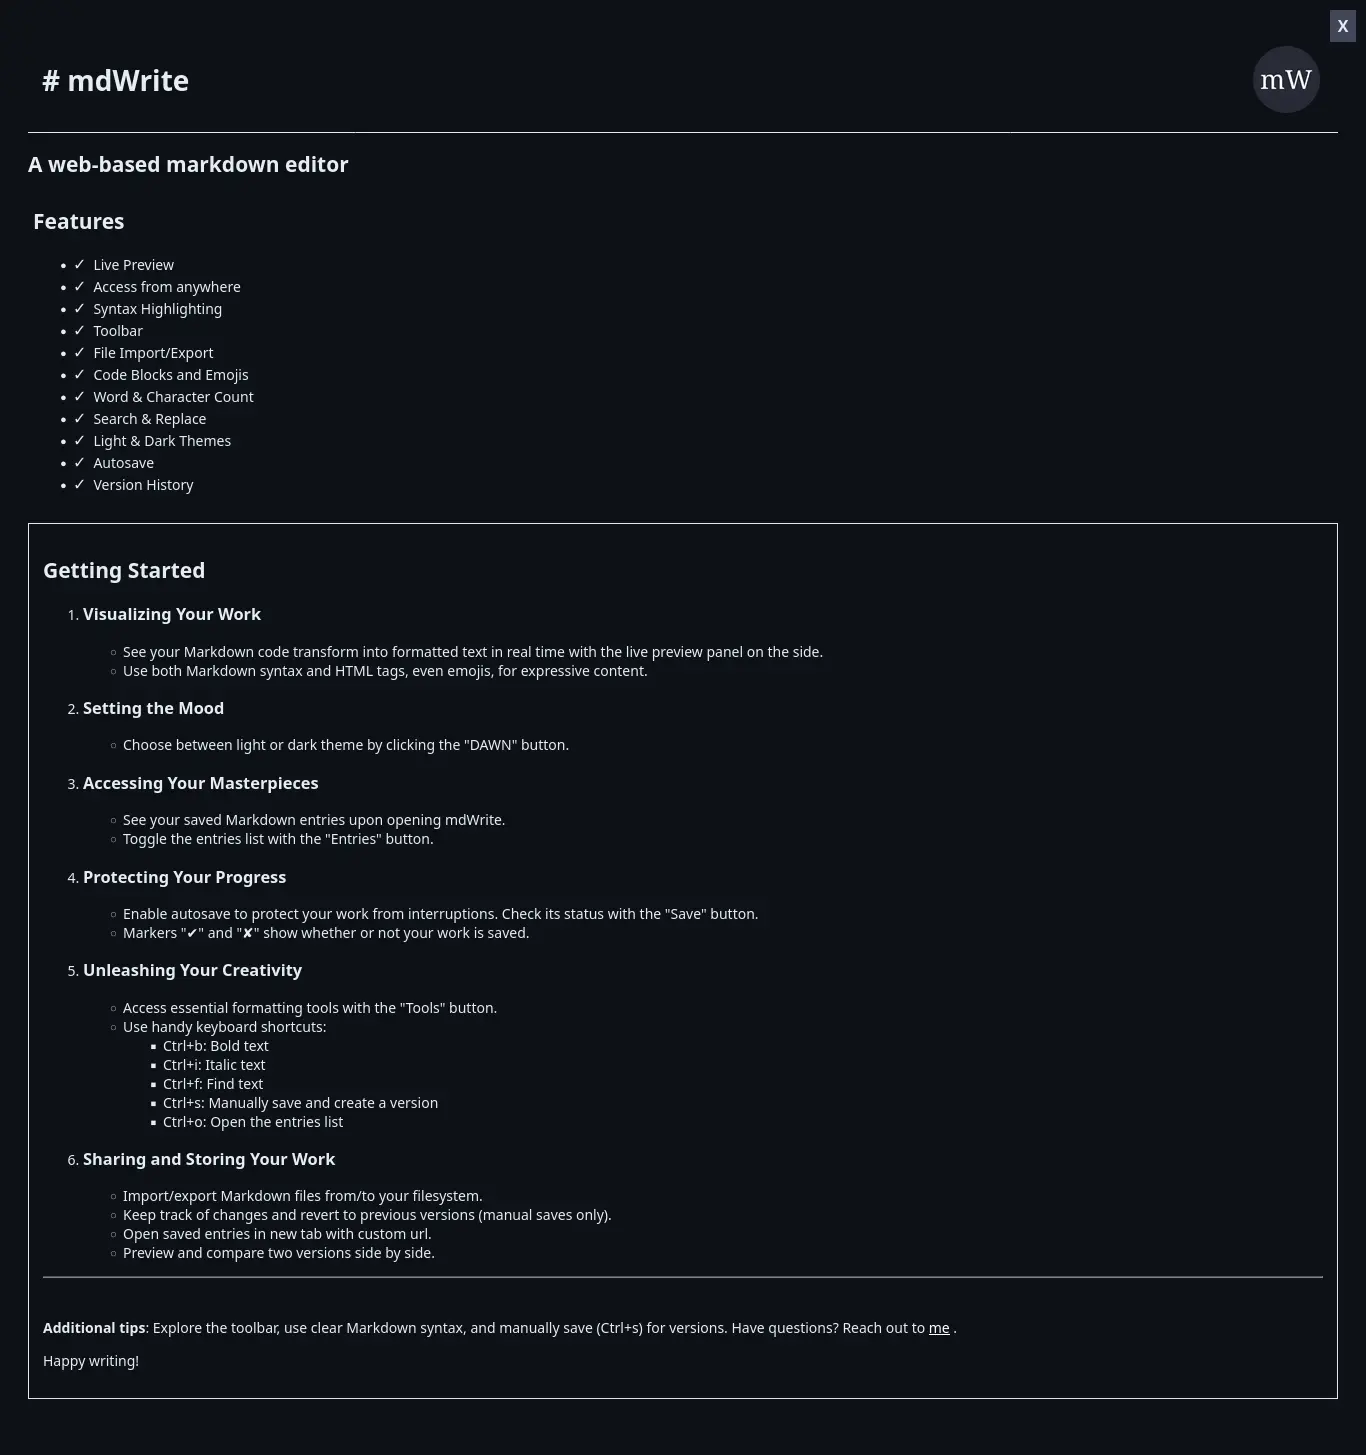 X
# mdWrite
mW
A web-based markdown editor
Features
• ✓ Live Preview
• ✓ Access from anywhere
• ✓ Syntax Highlighting
• ✓ Toolbar
• ✓ File Import/Export
• ✓ Code Blocks and Emojis
• ✓ Word & Character Count
• ✓ Search & Replace
• ✓ Light & Dark Themes
• ✓ Autosave
• ✓ Version History
Getting Started
1. Visualizing Your Work
○ See your Markdown code transform into formatted text in real time with the live preview panel on the side.
○ Use both Markdown syntax and HTML tags, even emojis, for expressive content.
2. Setting the Mood
○ Choose between light or dark theme by clicking the "DAWN" button.
3. Accessing Your Masterpieces
○ See your saved Markdown entries upon opening mdWrite.
○ Toggle the entries list with the "Entries" button.
4. Protecting Your Progress
○ Enable autosave to protect your work from interruptions. Check its status with the "Save" button.
○ Markers "✔" and "✘" show whether or not your work is saved.
5. Unleashing Your Creativity
○ Access essential formatting tools with the "Tools" button.
○ Use handy keyboard shortcuts:
▪ Ctrl+b: Bold text
▪ Ctrl+i: Italic text
▪ Ctrl+f: Find text
▪ Ctrl+s: Manually save and create a version
▪ Ctrl+o: Open the entries list
6. Sharing and Storing Your Work
○ Import/export Markdown files from/to your filesystem.
○ Keep track of changes and revert to previous versions (manual saves only).
○ Open saved entries in new tab with custom url.
○ Preview and compare two versions side by side.
Additional tips: Explore the toolbar, use clear Markdown syntax, and manually save (Ctrl+s) for versions. Have questions? Reach out to me .
Happy writing!